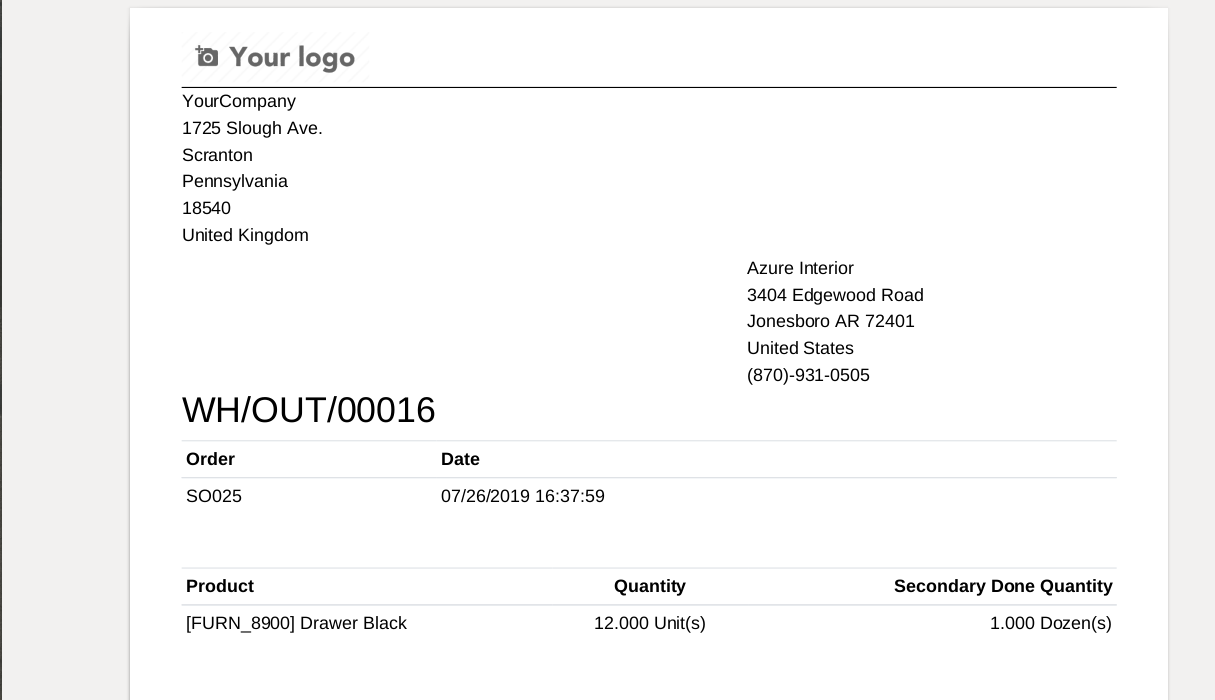 Your logo
YourCompany
1725 Slough Ave.
Scranton
Pennsylvania
18540
United Kingdom
Azure Interior
3404 Edgewood Road
Jonesboro AR 72401
United States
(870)-931-0505
WH/OUT/00016
Order Date
SO025 07/26/2019 16:37:59
Product Quantity Secondary Done Quantity
[FURN_8900] Drawer Black 12.000 Unit(s) 1.000 Dozen(s)